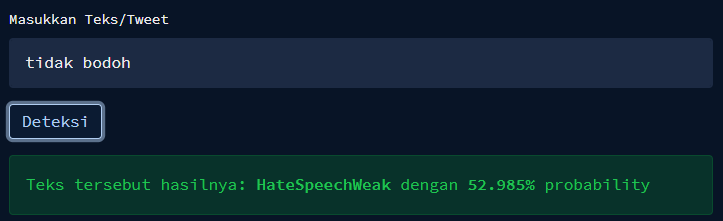 Masukkan Teks/Tweet
tidak bodoh
Deteksi
Teks tersebut hasilnya: HateSpeechWeak dengan 52.985% probability